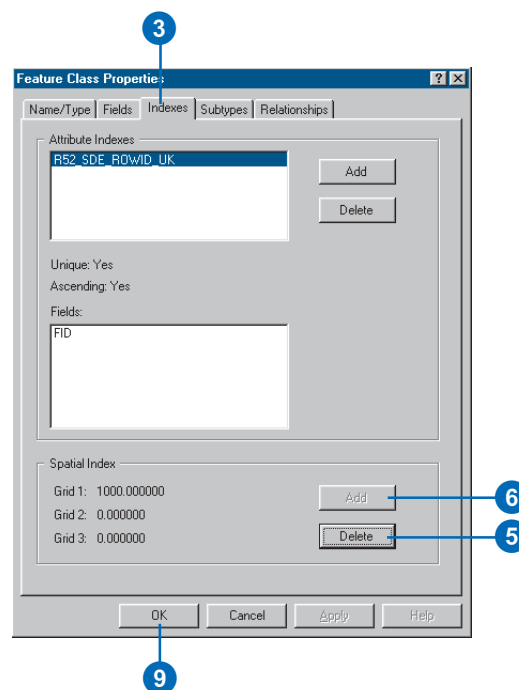 3
Feature Class Properties
Name/Type Fields Indexes Subtypes Relationships
Attribute Indexes
R52_SDE_ROWID_UK
Add
Delete
Unique: Yes
Ascending: Yes
Fields:
FID
Spatial Index
Grid 1: 1000.000000
Add
6
Grid 2: 0.000000
Grid 3: 0.000000
Delete
5
OK Cancel Apply Help
9